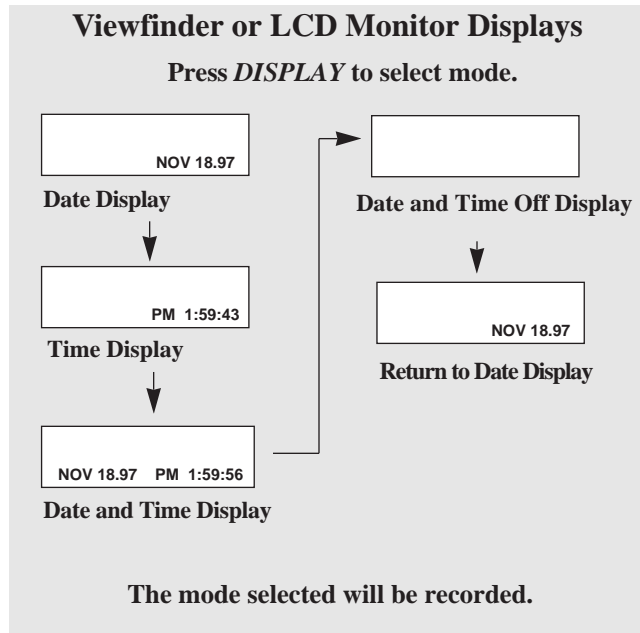 Viewfinder or LCD Monitor Displays
Press DISPLAY to select mode.
NOV 18.97
Date Display
PM 1:59:43
Time Display
NOV 18.97 PM 1:59:56
Date and Time Display
Date and Time Off Display
NOV 18.97
Return to Date Display
The mode selected will be recorded.